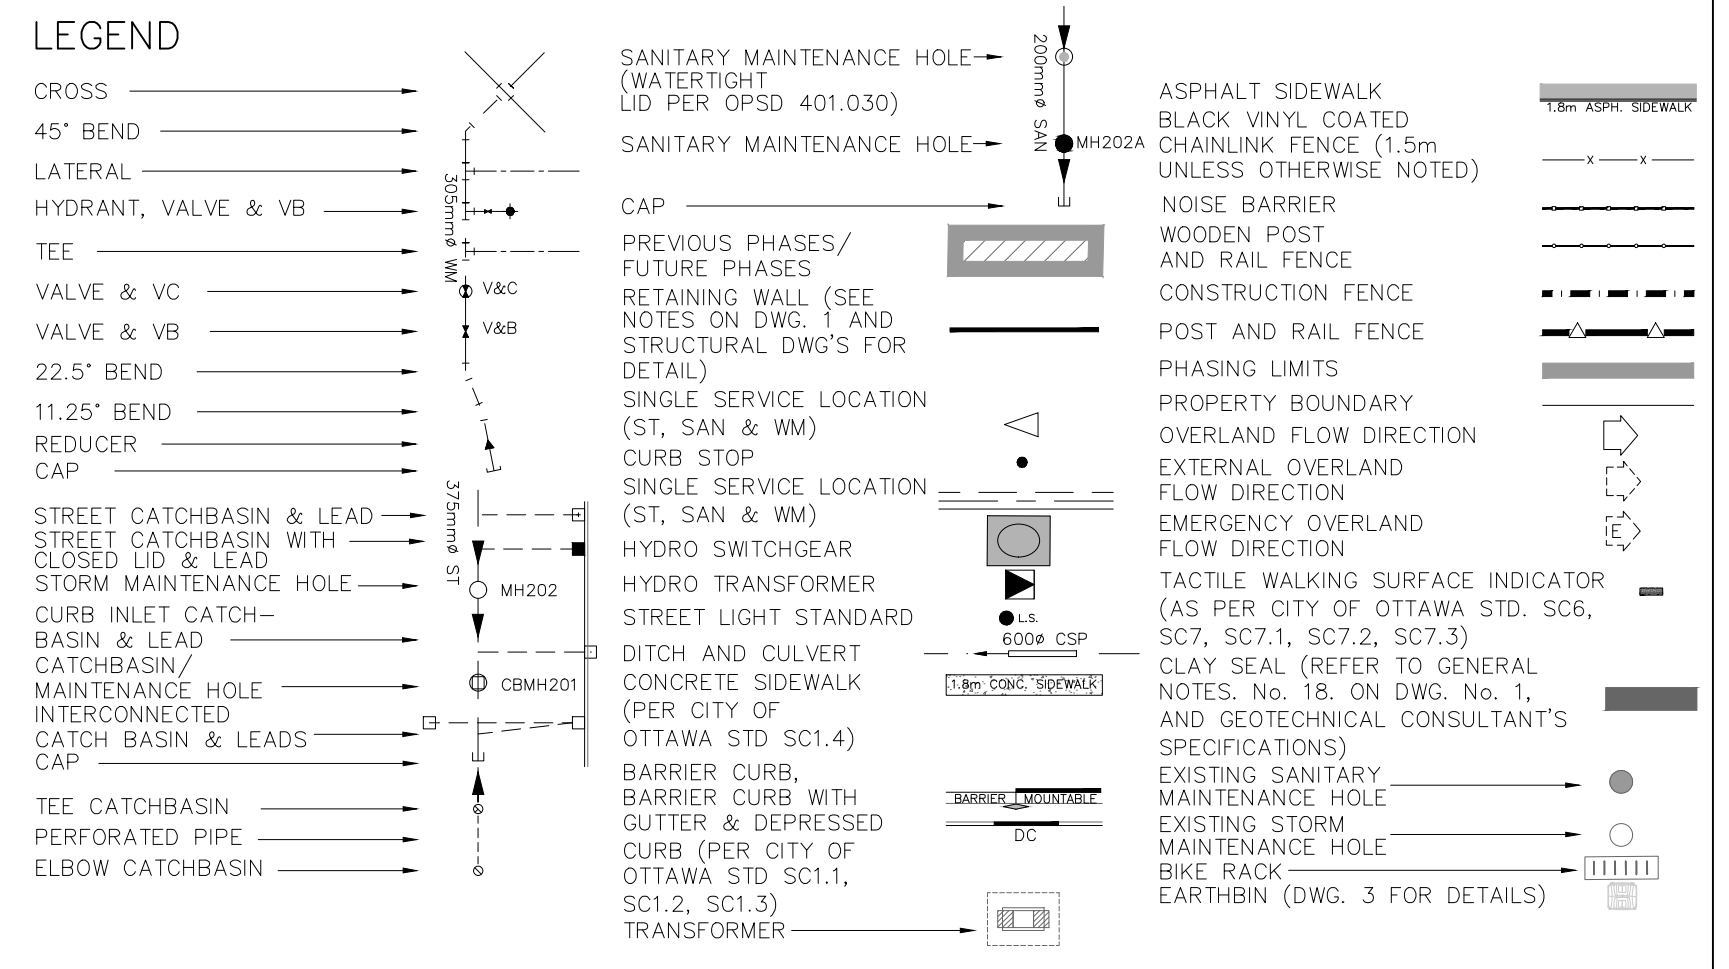 LEGEND
CROSS
45° BEND
LATERAL
HYDRANT, VALVE & VB
TEE
VALVE & VC
VALVE & VB
22.5° BEND
11.25° BEND
REDUCER
CAP
STREET CATCHBASIN & LEAD
STREET CATCHBASIN WITH
CLOSED LID & LEAD
STORM MAINTENANCE HOLE
CURB INLET CATCH-
BASIN & LEAD
CATCHBASIN/
MAINTENANCE HOLE
INTERCONNECTED
CATCH BASIN & LEADS
CAP
TEE CATCHBASIN
PERFORATED PIPE
ELBOW CATCHBASIN
305mmø WM
V&C
V&B
375mmø ST
MH202
CBMH201
SANITARY MAINTENANCE HOLE
(WATERTIGHT
LID PER OPSD 401.030)
SANITARY MAINTENANCE HOLE
CAP
200mmø SAN
MH202A
PREVIOUS PHASES/
FUTURE PHASES
RETAINING WALL (SEE
NOTES ON DWG. 1 AND
STRUCTURAL DWG'S FOR
DETAIL)
SINGLE SERVICE LOCATION
(ST, SAN & WM)
CURB STOP
SINGLE SERVICE LOCATION
(ST, SAN & WM)
HYDRO SWITCHGEAR
HYDRO TRANSFORMER
STREET LIGHT STANDARD
L.S.
DITCH AND CULVERT
600ø CSP
CONCRETE SIDEWALK
(PER CITY OF
OTTAWA STD SC1.4)
1.8m CONC. SIDEWALK
BARRIER CURB,
BARRIER CURB WITH
GUTTER & DEPRESSED
CURB (PER CITY OF
OTTAWA STD SC1.1,
SC1.2, SC1.3)
BARRIER
MOUNTABLE
DC
TRANSFORMER
ASPHALT SIDEWALK
1.8m ASPH. SIDEWALK
BLACK VINYL COATED
CHAINLINK FENCE (1.5m
UNLESS OTHERWISE NOTED)
x x
NOISE BARRIER
WOODEN POST
AND RAIL FENCE
CONSTRUCTION FENCE
POST AND RAIL FENCE
PHASING LIMITS
PROPERTY BOUNDARY
OVERLAND FLOW DIRECTION
EXTERNAL OVERLAND
FLOW DIRECTION
EMERGENCY OVERLAND
FLOW DIRECTION
E
TACTILE WALKING SURFACE INDICATOR
(AS PER CITY OF OTTAWA STD. SC6,
SC7, SC7.1, SC7.2, SC7.3)
CLAY SEAL (REFER TO GENERAL
NOTES. No. 18. ON DWG. No. 1,
AND GEOTECHNICAL CONSULTANT'S
SPECIFICATIONS)
EXISTING SANITARY
MAINTENANCE HOLE
EXISTING STORM
MAINTENANCE HOLE
BIKE RACK
EARTHBIN (DWG. 3 FOR DETAILS)